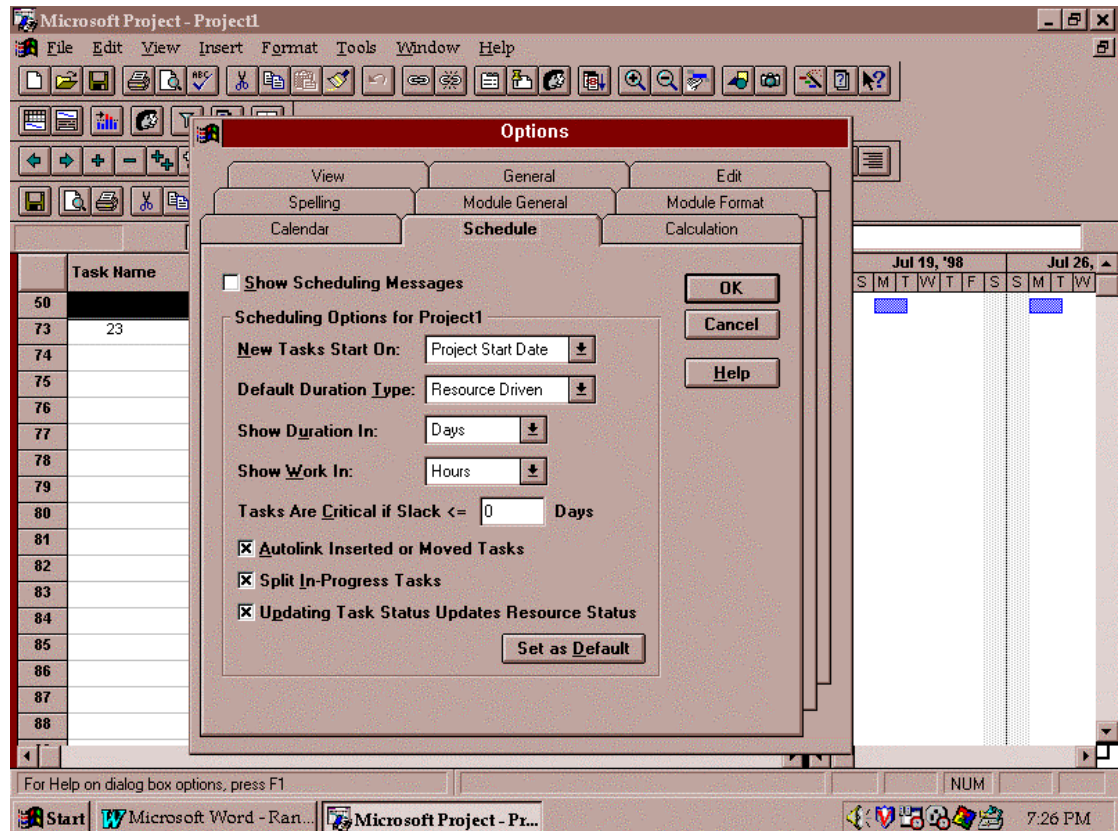 Microsoft Project - Project1
File Edit View Insert Format Tools Window Help
ABC
Options
View General Edit
Spelling Module General Module Format
Calendar Schedule Calculation
Task Name
Jul 19, '98 Jul 26,
S M T W T F S S M T W
Show Scheduling Messages
OK
Scheduling Options for Project1
Cancel
New Tasks Start On: Project Start Date
Help
Default Duration Type: Resource Driven
Show Duration In: Days
Show Work In: Hours
Tasks Are Critical if Slack <= 0 Days
Autolink Inserted or Moved Tasks
Split In-Progress Tasks
Updating Task Status Updates Resource Status
Set as Default
50
73 23
74
75
76
77
78
79
80
81
82
83
84
85
86
87
88
For Help on dialog box options, press F1
NUM
Start Microsoft Word - Ran... Microsoft Project - Pr... 7:26 PM